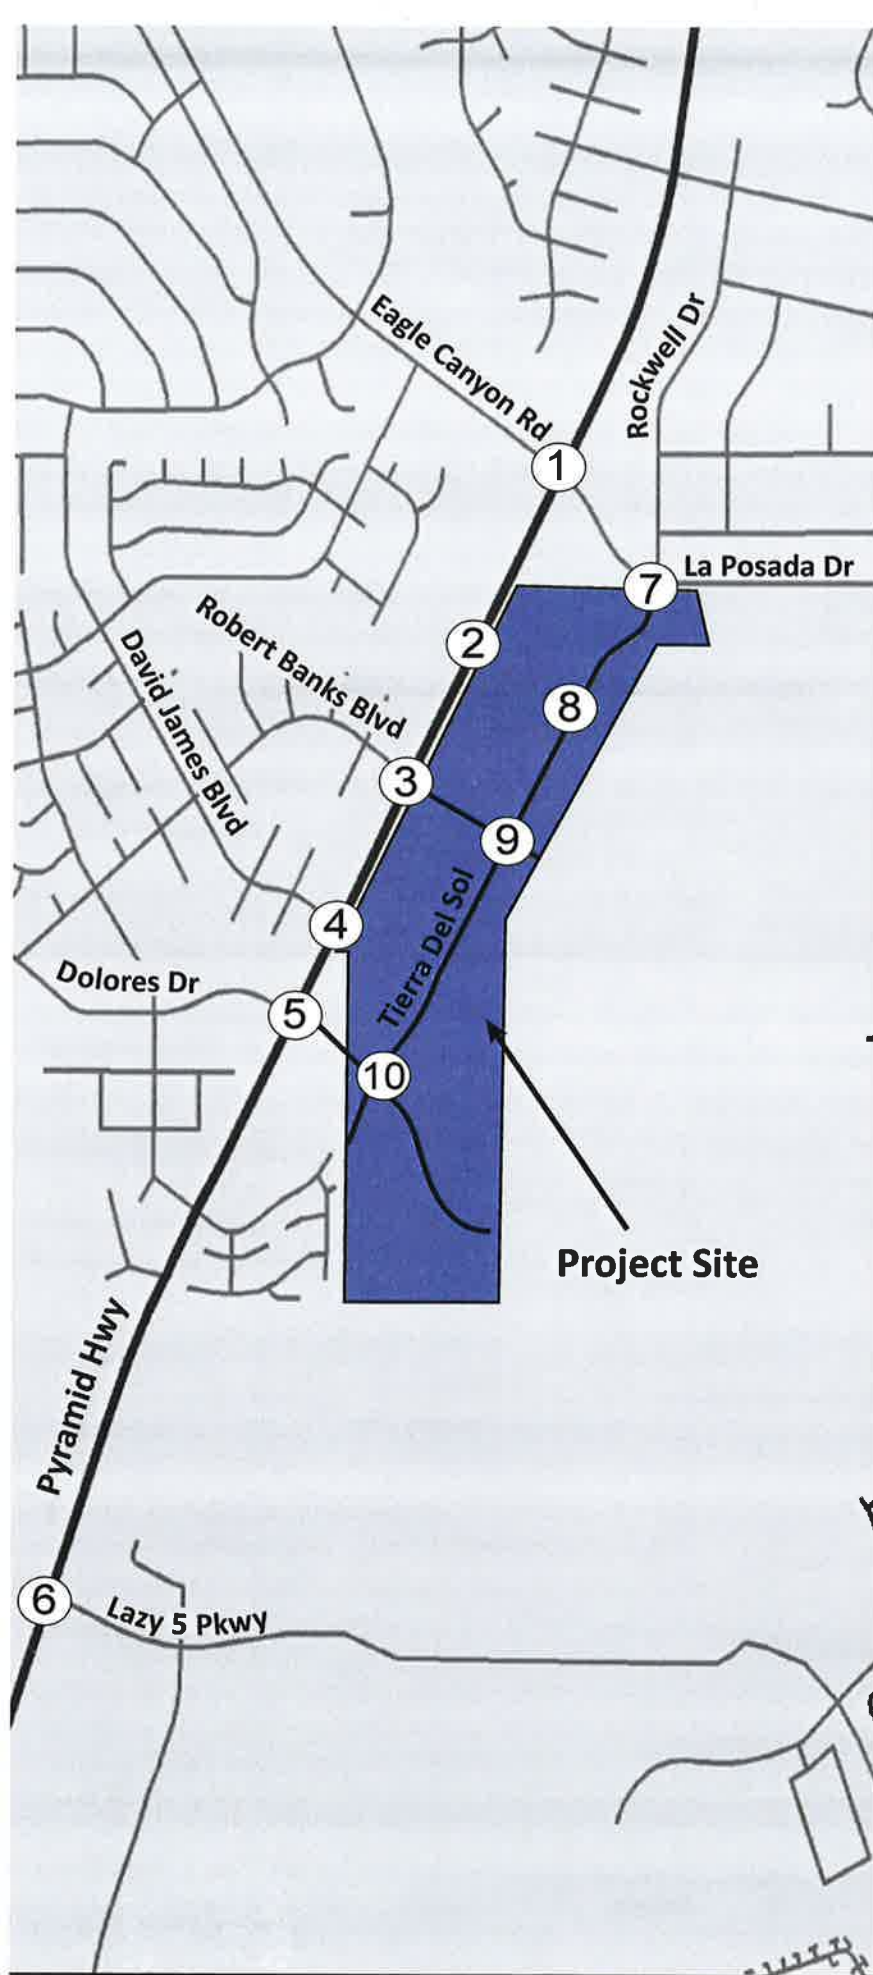 Eagle Canyon Rd
Rockwell Dr
1
La Posada Dr
7
Robert Banks Blvd
2
David James Blvd
8
3
9
Tierra Del Sol
4
Dolores Dr
5
10
Project Site
Pyramid Hwy
6
Lazy 5 Pkwy